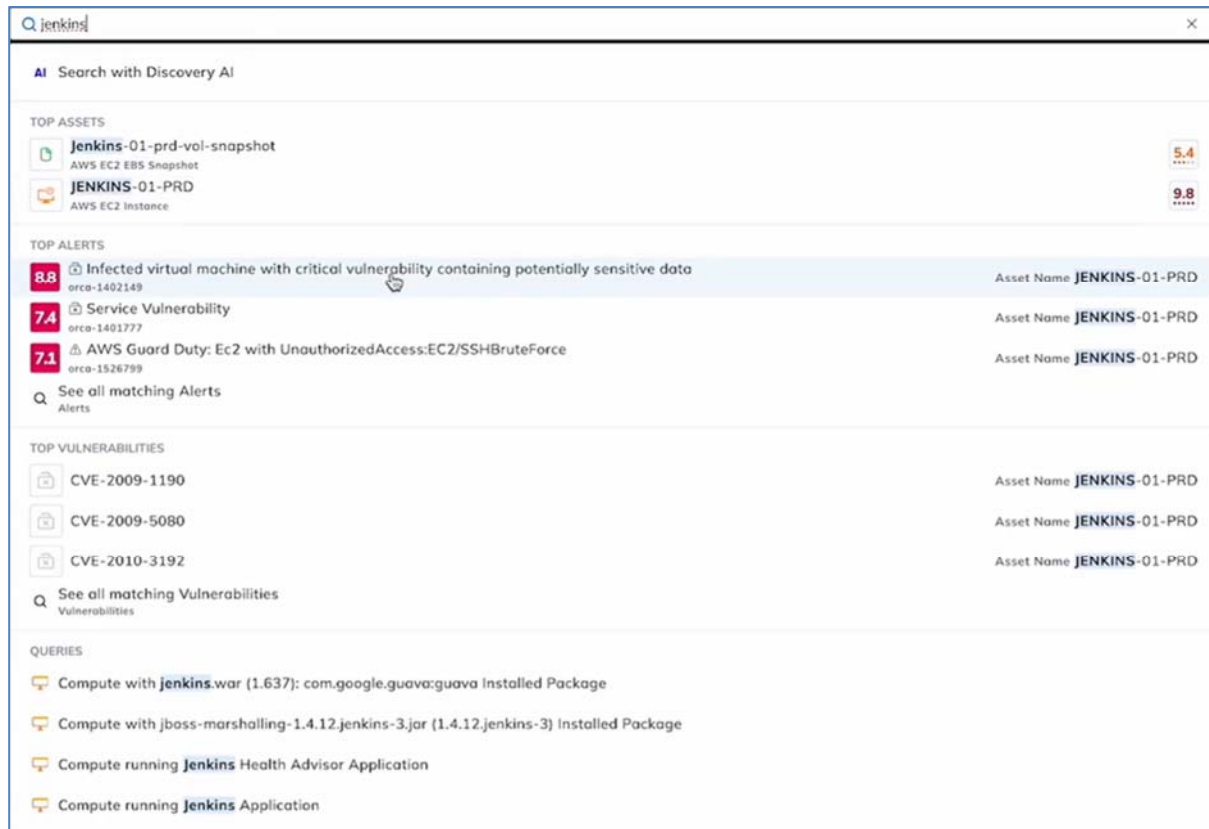 jenkins
AI Search with Discovery AI
TOP ASSETS
Jenkins-01-prd-vol-snapshot
AWS EC2 EBS Snapshot
5.4
JENKINS-01-PRD
AWS EC2 Instance
9.8
TOP ALERTS
8.8 Infected virtual machine with critical vulnerability containing potentially sensitive data
orca-1402149
Asset Name JENKINS-01-PRD
7.4 Service Vulnerability
orca-1401777
Asset Name JENKINS-01-PRD
7.1 AWS Guard Duty: Ec2 with UnauthorizedAccess:EC2/SSHBruteForce
orca-1526799
Asset Name JENKINS-01-PRD
See all matching Alerts
Alerts
TOP VULNERABILITIES
CVE-2009-1190 Asset Name JENKINS-01-PRD
CVE-2009-5080 Asset Name JENKINS-01-PRD
CVE-2010-3192 Asset Name JENKINS-01-PRD
See all matching Vulnerabilities
Vulnerabilities
QUERIES
Compute with jenkins.war (1.637): com.google.guava:guava Installed Package
Compute with jboss-marshalling-1.4.12.jenkins-3.jar (1.4.12.jenkins-3) Installed Package
Compute running Jenkins Health Advisor Application
Compute running Jenkins Application